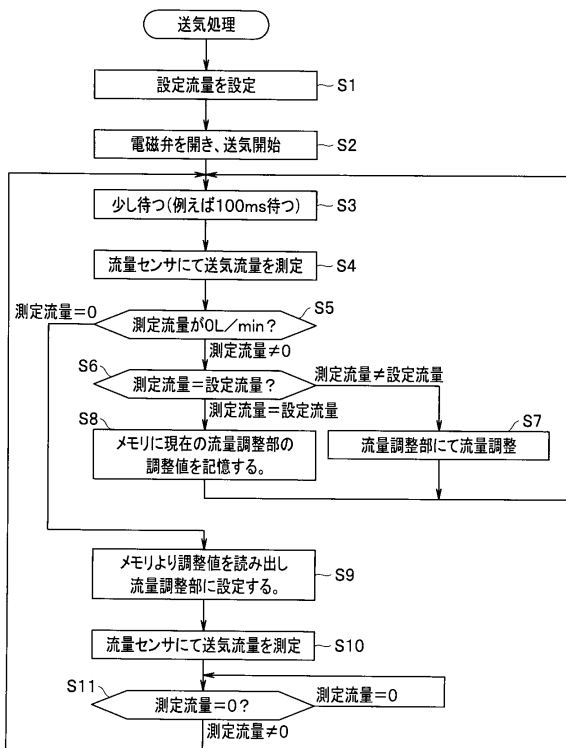 送気処理
設定流量を設定
S1
電磁弁を開き、送気開始
S2
少し待つ(例えば100ms待つ)
S3
流量センサにて送気流量を測定
S4
測定流量=0
測定流量が0L/min?
S5
測定流量≠0
S6
測定流量=設定流量?
測定流量≠設定流量
測定流量=設定流量
S8
メモリに現在の流量調整部の
調整値を記憶する。
S7
流量調整部にて流量調整
メモリより調整値を読み出し
流量調整部に設定する。
S9
流量センサにて送気流量を測定
S10
S11
測定流量=0?
測定流量=0
測定流量≠0